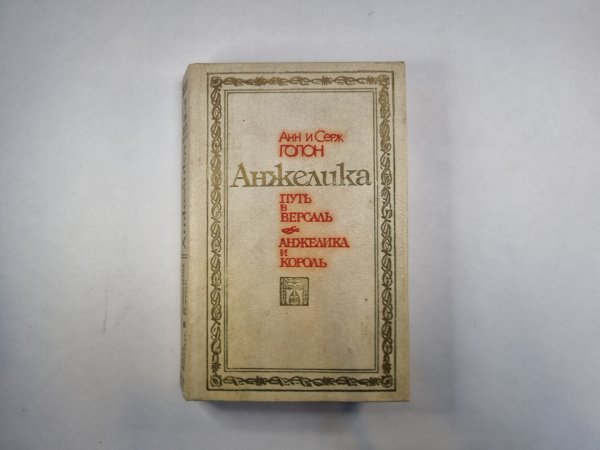 Анн и Серж
ГОЛОН
Анжелика
ПУТЬ
В
ВЕРСАЛЬ
АНЖЕЛИКА
И
КОРОЛЬ